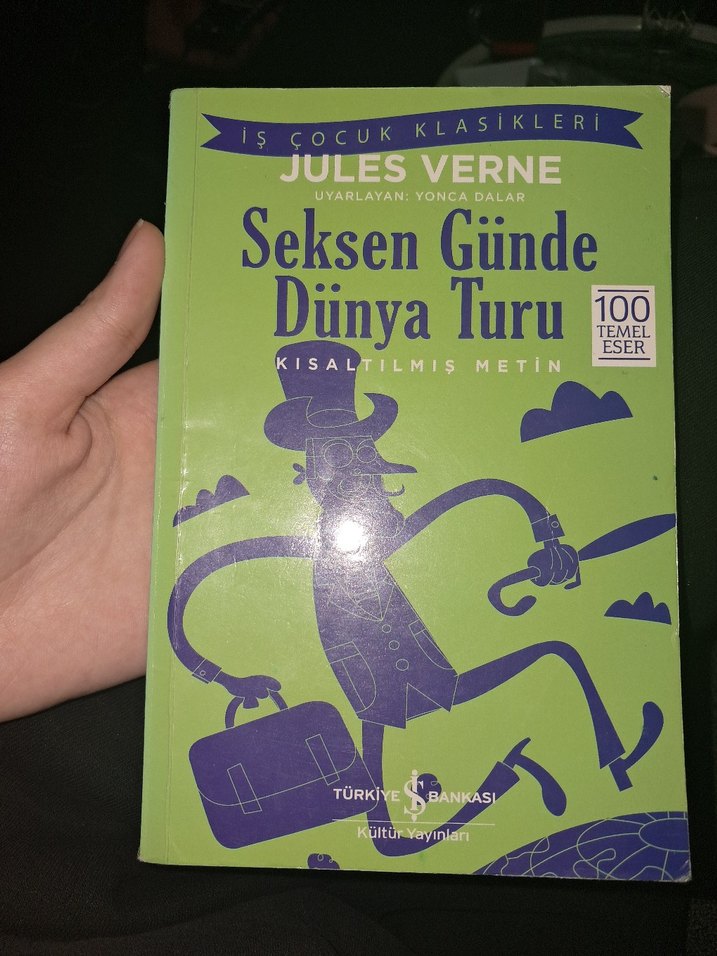 İŞ ÇOCUK KLASİKLERİ
JULES VERNE
UYARLAYAN: YONCA DALAR
Seksen Günde
Dünya Turu
100
TEMEL
ESER
KISALTILMIŞ METİN
TÜRKİYE İŞ BANKASI
Kültür Yayınları